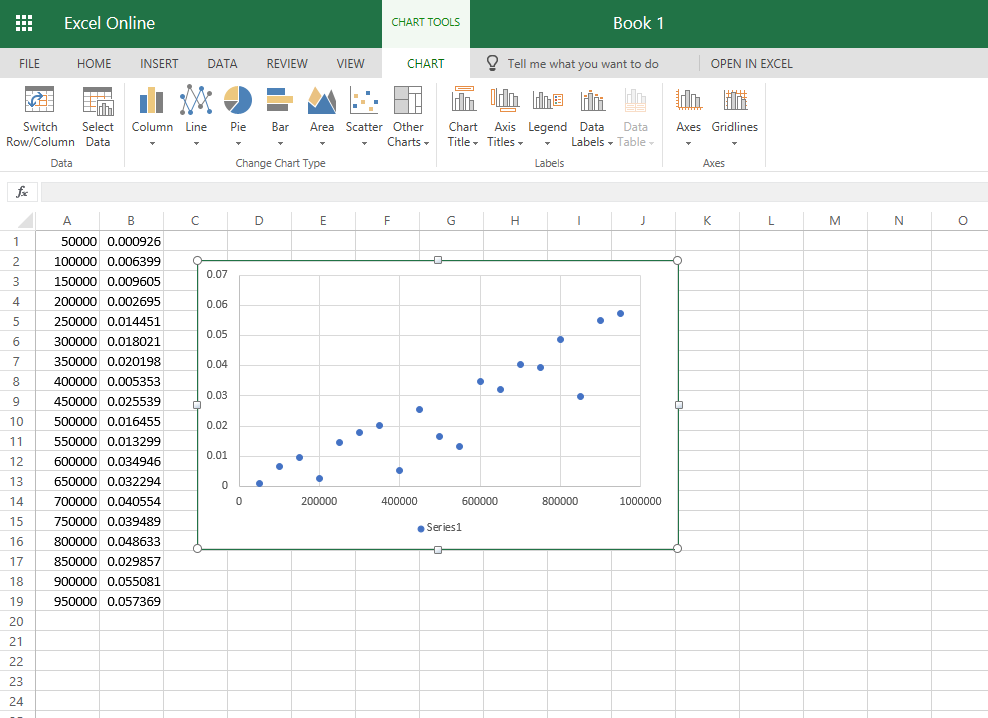 Excel Online CHART TOOLS Book 1
FILE HOME INSERT DATA REVIEW VIEW CHART Tell me what you want to do OPEN IN EXCEL
Switch Select Column Line Pie Bar Area Scatter Other Chart Axis Legend Data Data Axes Gridlines
Row/Column Data Charts Title Titles Labels Table
Data Change Chart Type Labels Axes
fx
A B C D E F G H I J K L M N O
1 50000 0.000926
2 100000 0.006399
3 150000 0.009605
4 200000 0.002695
5 250000 0.014451
6 300000 0.018021
7 350000 0.020198
8 400000 0.005353
9 450000 0.025539
10 500000 0.016455
11 550000 0.013299
12 600000 0.034946
13 650000 0.032294
14 700000 0.040554
15 750000 0.039489
16 800000 0.048633
17 850000 0.029857
18 900000 0.055081
19 950000 0.057369
20
21
22
23
24
0.07
0.06
0.05
0.04
0.03
0.02
0.01
0
0 200000 400000 600000 800000 1000000
Series1